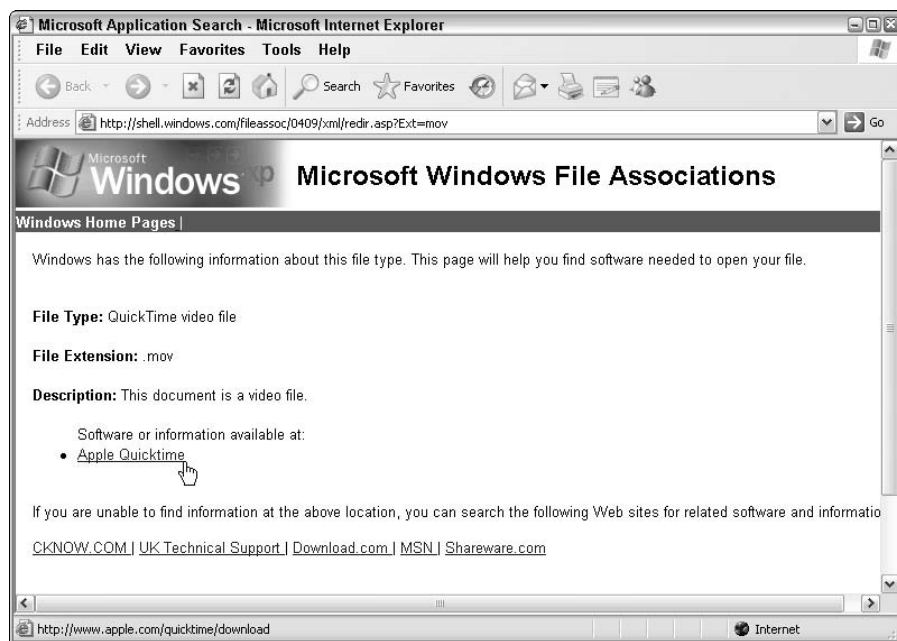 Microsoft Application Search - Microsoft Internet Explorer
File Edit View Favorites Tools Help
Back Search Favorites
Address http://shell.windows.com/fileassoc/0409/xml/redir.asp?Ext=mov Go
Microsoft
Windows xp Microsoft Windows File Associations
Windows Home Pages |
Windows has the following information about this file type. This page will help you find software needed to open your file.
File Type: QuickTime video file
File Extension: .mov
Description: This document is a video file.
Software or information available at:
• Apple Quicktime
If you are unable to find information at the above location, you can search the following Web sites for related software and informatio
CKNOW.COM | UK Technical Support | Download.com | MSN | Shareware.com
http://www.apple.com/quicktime/download Internet